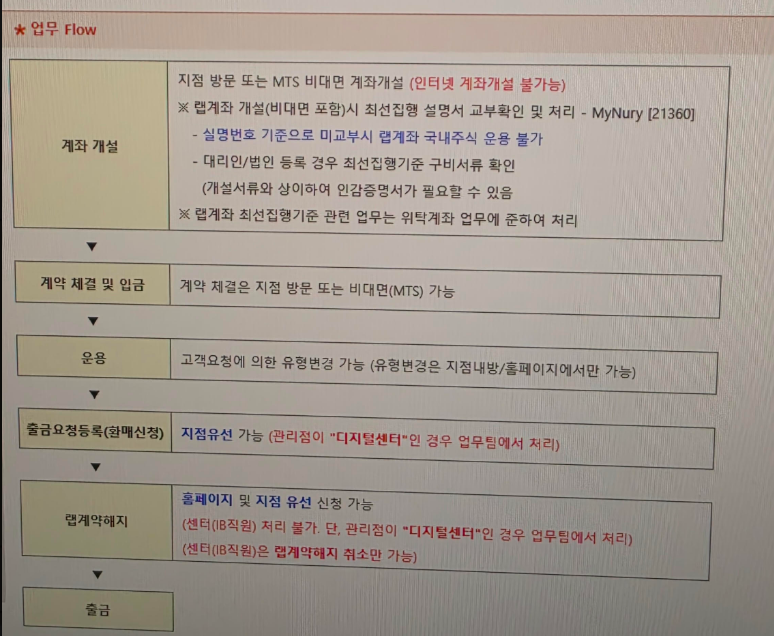 ★ 업무 Flow
계좌 개설
지점 방문 또는 MTS 비대면 계좌개설 (인터넷 계좌개설 불가능)
※ 랩계좌 개설(비대면 포함)시 최선집행 설명서 교부확인 및 처리 - MyNury [21360]
- 실명번호 기준으로 미교부시 랩계좌 국내주식 운용 불가
- 대리인/법인 등록 경우 최선집행기준 구비서류 확인
(개설서류와 상이하여 인감증명서가 필요할 수 있음
※ 랩계좌 최선집행기준 관련 업무는 위탁계좌 업무에 준하여 처리
▼
계약 체결 및 입금
계약 체결은 지점 방문 또는 비대면(MTS) 가능
▼
운용
고객요청에 의한 유형변경 가능 (유형변경은 지점내방/홈페이지에서만 가능)
▼
출금요청등록(환매신청)
지점유선 가능 (관리점이 "디지털센터"인 경우 업무팀에서 처리)
▼
랩계약해지
홈페이지 및 지점 유선 신청 가능
(센터(IB직원) 처리 불가. 단, 관리점이 "디지털센터"인 경우 업무팀에서 처리)
(센터(IB직원)은 랩계약해지 취소만 가능)
▼
출금